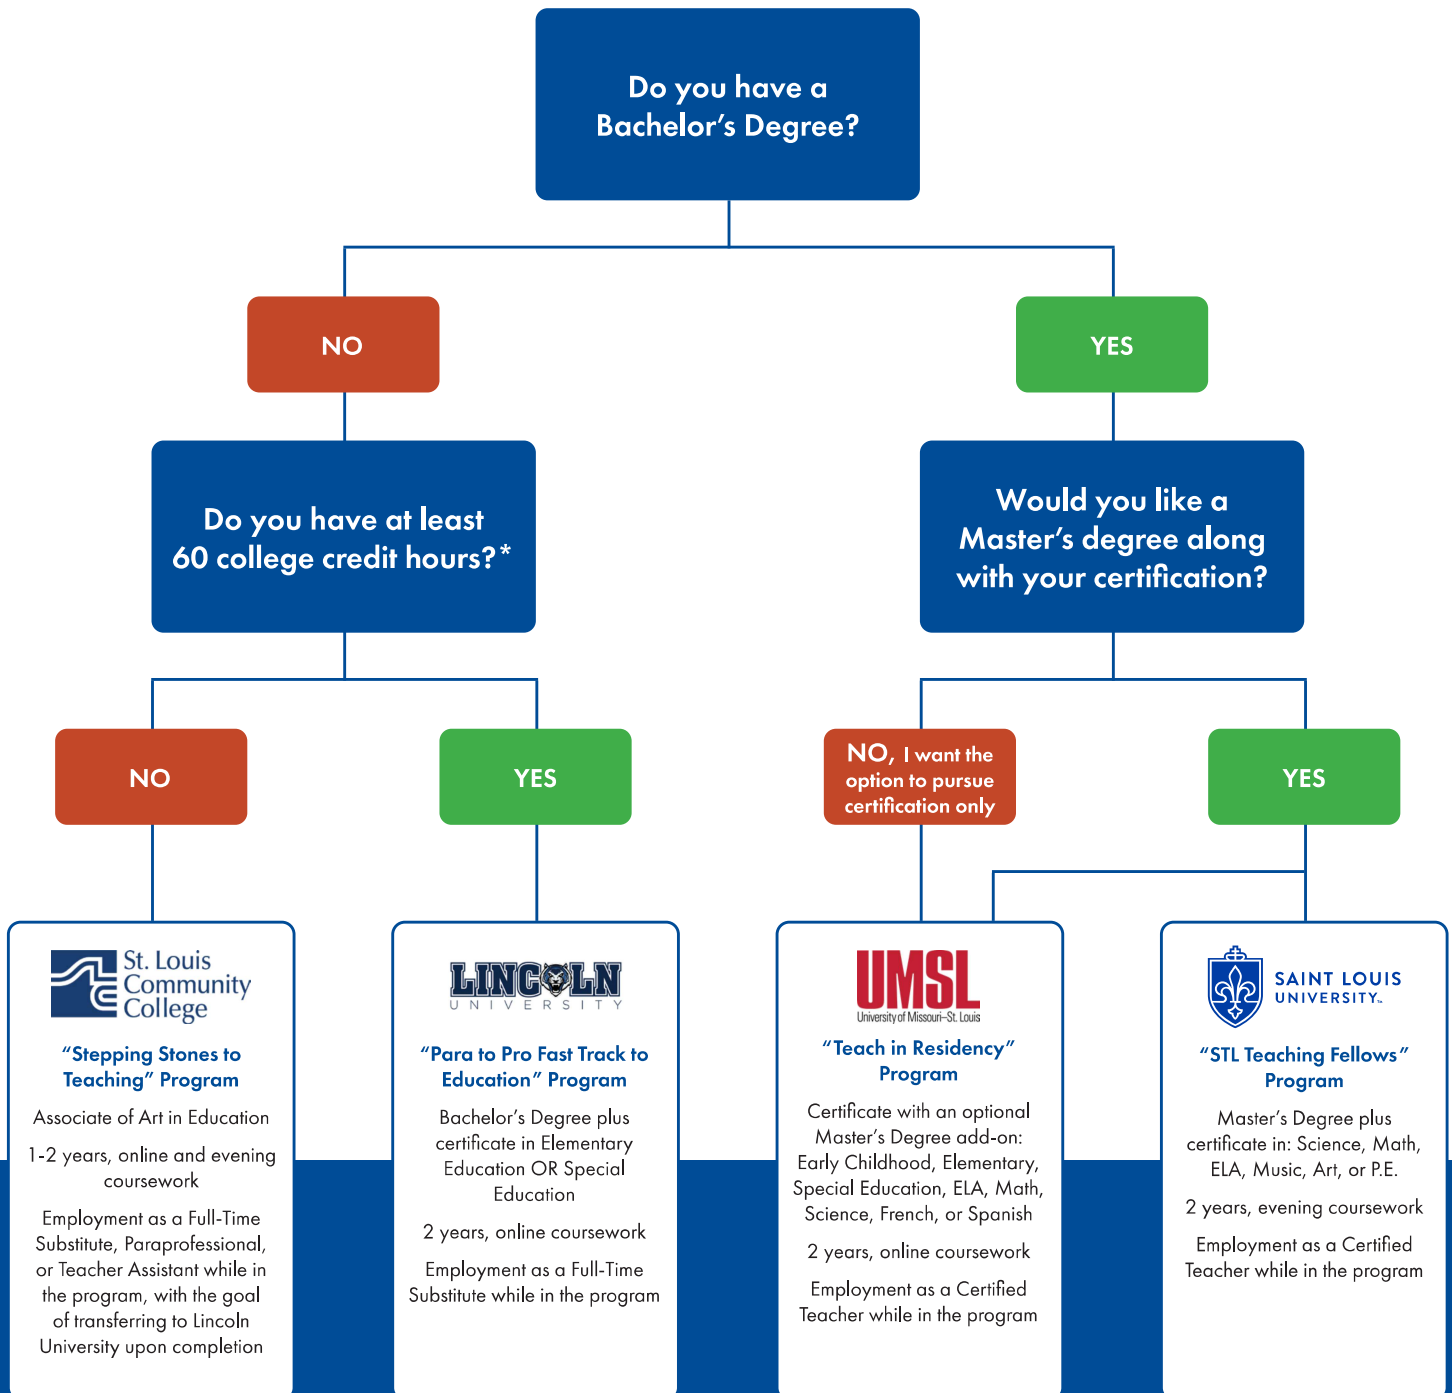 Do you have a
Bachelor’s Degree?
NO
YES
Do you have at least
60 college credit hours?*
Would you like a
Master’s degree along
with your certification?
NO
YES
NO, I want the
option to pursue
certification only
YES
St. Louis
Community
College
“Stepping Stones to
Teaching” Program
Associate of Art in Education
1-2 years, online and evening
coursework
Employment as a Full-Time
Substitute, Paraprofessional,
or Teacher Assistant while in
the program, with the goal
of transferring to Lincoln
University upon completion
LINCOLN
UNIVERSITY
“Para to Pro Fast Track to
Education” Program
Bachelor’s Degree plus
certificate in Elementary
Education OR Special
Education
2 years, online coursework
Employment as a Full-Time
Substitute while in the program
UMSL
University of Missouri–St. Louis
“Teach in Residency”
Program
Certificate with an optional
Master’s Degree add-on:
Early Childhood, Elementary,
Special Education, ELA, Math,
Science, French, or Spanish
2 years, online coursework
Employment as a Certified
Teacher while in the program
SAINT LOUIS
UNIVERSITY™
“STL Teaching Fellows”
Program
Master’s Degree plus
certificate in: Science, Math,
ELA, Music, Art, or P.E.
2 years, evening coursework
Employment as a Certified
Teacher while in the program